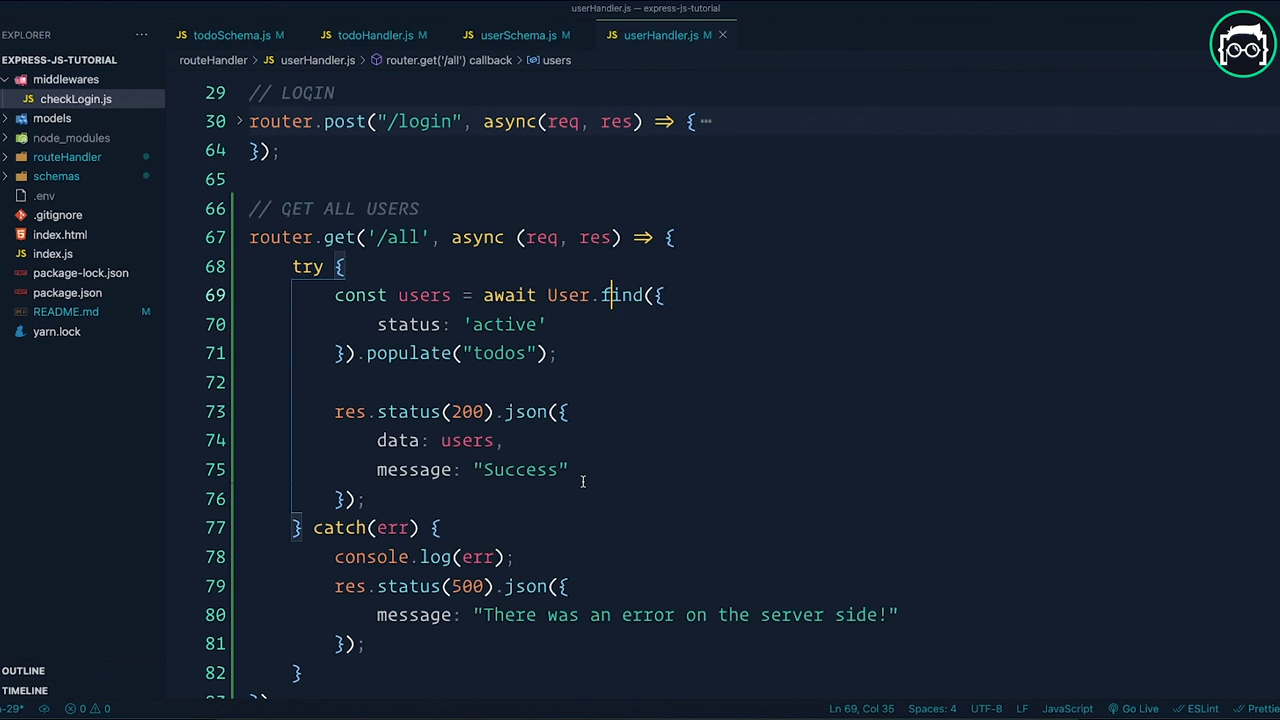 userHandler.js — express-js-tutorial
EXPLORER
JS todoSchema.js M
JS todoHandler.js M
JS userSchema.js M
JS userHandler.js M
EXPRESS-JS-TUTORIAL
routeHandler > JS userHandler.js > router.get('/all') callback > users
middlewares
JS checkLogin.js
models
node_modules
routeHandler
schemas
.env
.gitignore
index.html
JS index.js
package-lock.json
package.json
README.md M
yarn.lock
29 // LOGIN
30 router.post("/login", async(req, res) => {
64 });
65
66 // GET ALL USERS
67 router.get('/all', async (req, res) => {
68 try {
69 const users = await User.find({
70 status: 'active'
71 }).populate("todos");
72
73 res.status(200).json({
74 data: users,
75 message: "Success"
76 });
77 } catch(err) {
78 console.log(err);
79 res.status(500).json({
80 message: "There was an error on the server side!"
81 });
82 }
OUTLINE
TIMELINE
n-29* 0 0 Ln 69, Col 35 Spaces: 4 UTF-8 LF JavaScript Go Live ESLint Prettie